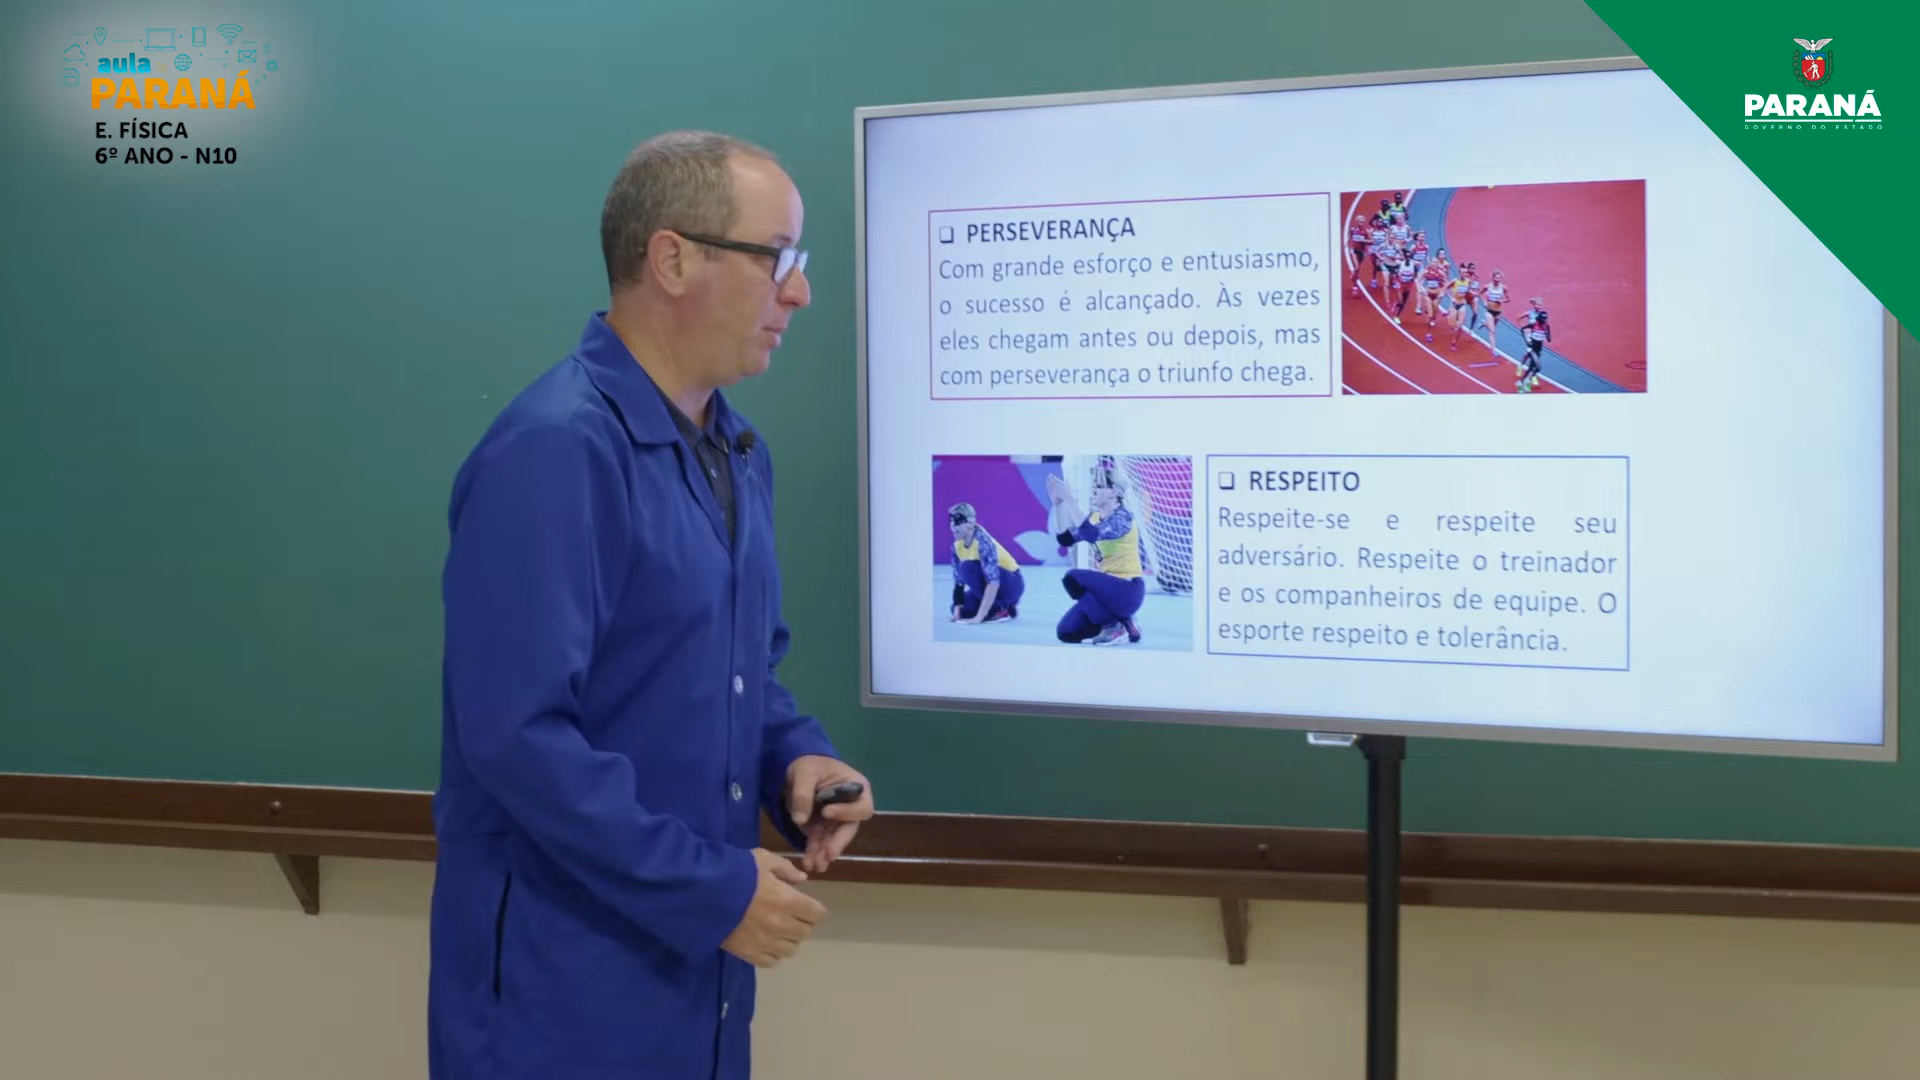 aula
PARANÁ
E. FÍSICA
6º ANO - N10
PARANÁ
GOVERNO DO ESTADO
❑ PERSEVERANÇA
Com grande esforço e entusiasmo,
o sucesso é alcançado. Às vezes
eles chegam antes ou depois, mas
com perseverança o triunfo chega.
❑ RESPEITO
Respeite-se e respeite seu
adversário. Respeite o treinador
e os companheiros de equipe. O
esporte respeito e tolerância.